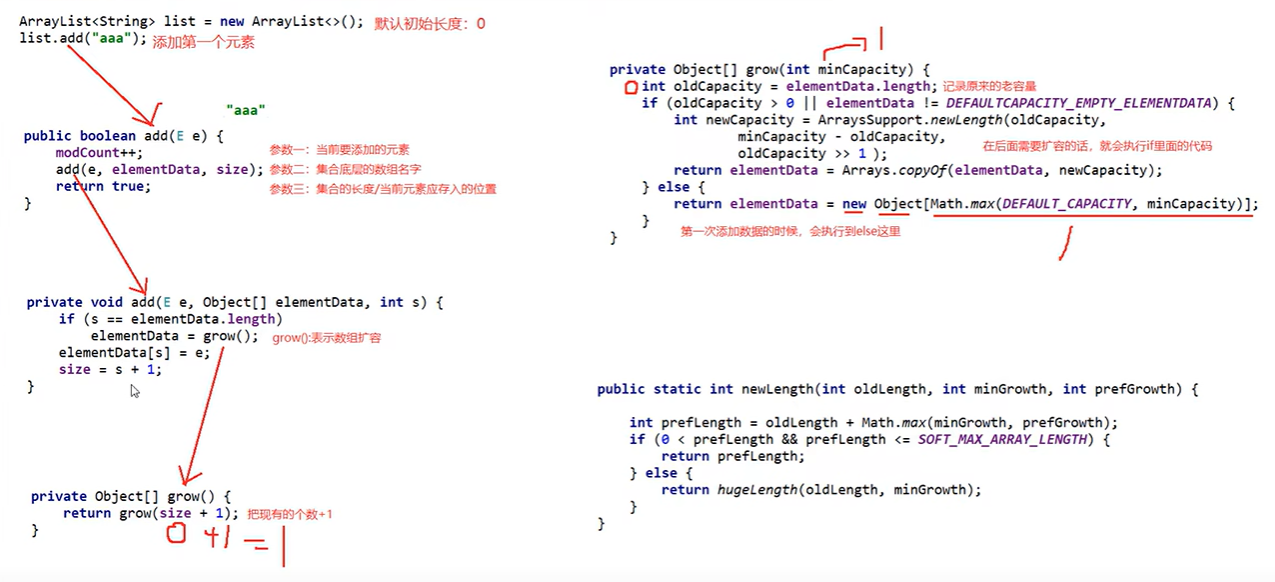 ArrayList<String> list = new ArrayList<>(); 默认初始长度：0
list.add("aaa"); 添加第一个元素
"aaa"
public boolean add(E e) {
modCount++; 参数一：当前要添加的元素
add(e, elementData, size); 参数二：集合底层的数组名字
return true; 参数三：集合的长度/当前元素应存入的位置
}
private void add(E e, Object[] elementData, int s) {
if (s == elementData.length)
elementData = grow(); grow():表示数组扩容
elementData[s] = e;
size = s + 1;
}
private Object[] grow() {
return grow(size + 1); 把现有的个数+1
}
0 +1 = 1
1
private Object[] grow(int minCapacity) {
0 int oldCapacity = elementData.length; 记录原来的老容量
if (oldCapacity > 0 || elementData != DEFAULTCAPACITY_EMPTY_ELEMENTDATA) {
int newCapacity = ArraysSupport.newLength(oldCapacity,
minCapacity - oldCapacity, 在后面需要扩容的话，就会执行if里面的代码
oldCapacity >> 1 );
return elementData = Arrays.copyOf(elementData, newCapacity);
} else {
return elementData = new Object[Math.max(DEFAULT_CAPACITY, minCapacity)];
} 第一次添加数据的时候，会执行到else这里
}
public static int newLength(int oldLength, int minGrowth, int prefGrowth) {
int prefLength = oldLength + Math.max(minGrowth, prefGrowth);
if (0 < prefLength && prefLength <= SOFT_MAX_ARRAY_LENGTH) {
return prefLength;
} else {
return hugeLength(oldLength, minGrowth);
}
}